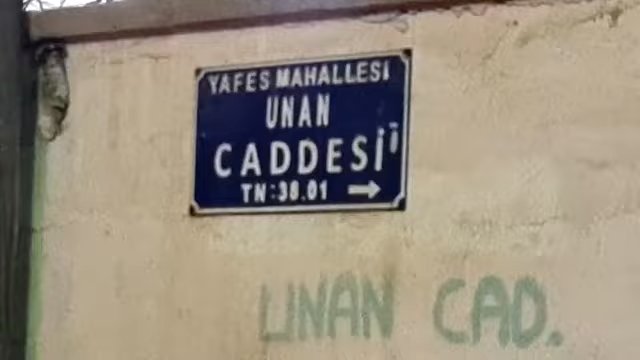 YAFES MAHALLESİ
UNAN
CADDESİ
TN:38.01
UNAN CAD.